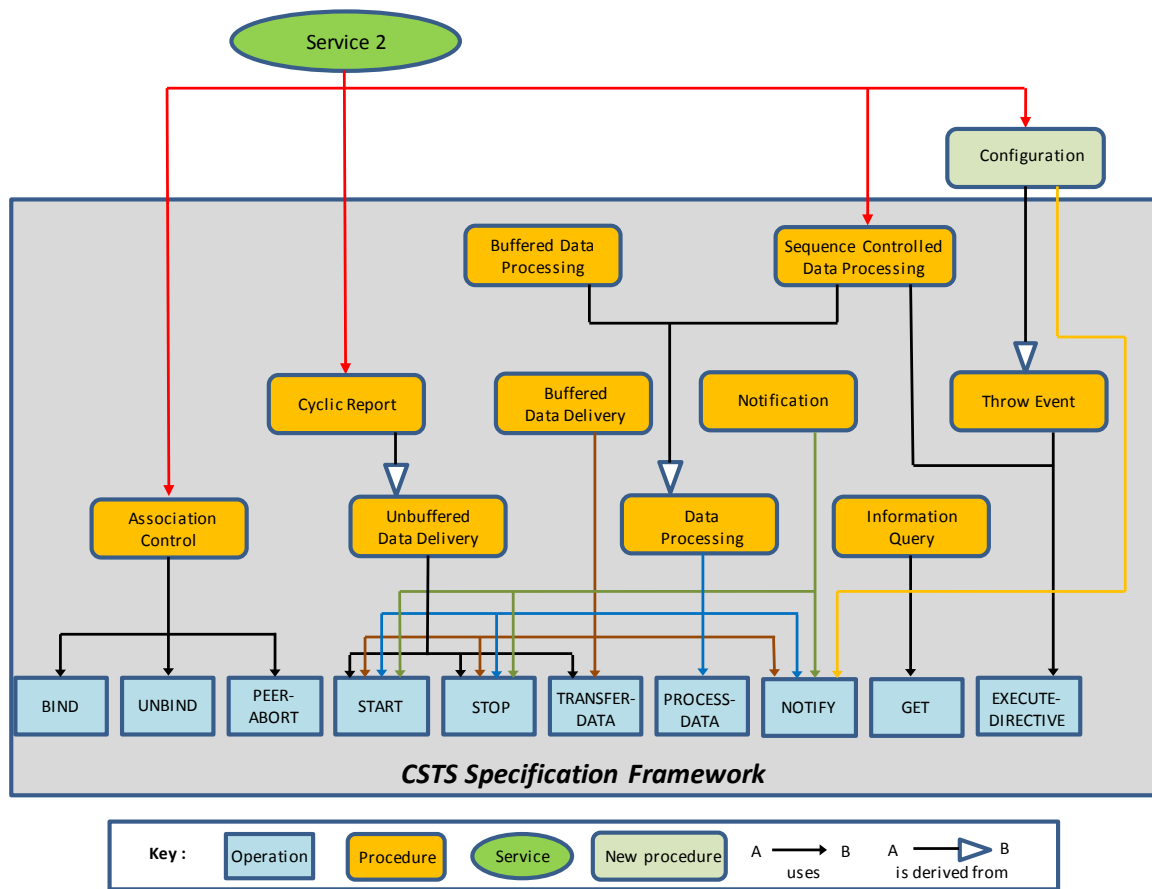 Service 2
Configuration
Buffered Data
Processing
Sequence Controlled
Data Processing
Cyclic Report
Buffered
Data Delivery
Notification
Throw Event
Association
Control
Unbuffered
Data Delivery
Data
Processing
Information
Query
BIND
UNBIND
PEER-
ABORT
START
STOP
TRANSFER-
DATA
PROCESS-
DATA
NOTIFY
GET
EXECUTE-
DIRECTIVE
CSTS Specification Framework
Key :
Operation
Procedure
Service
New procedure
A
B
uses
A
B
is derived from